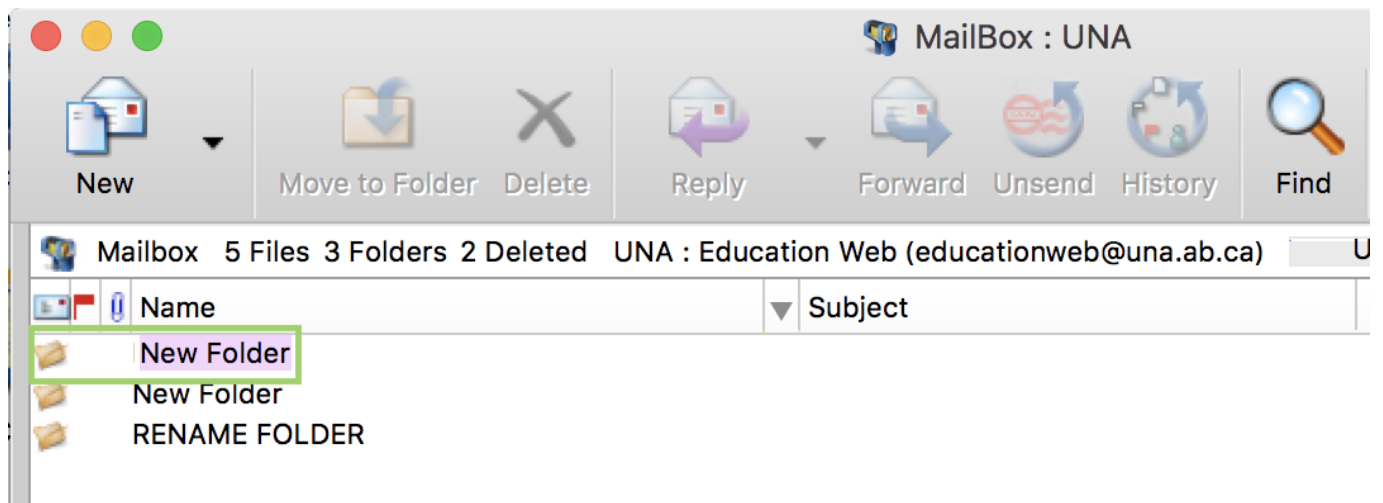 MailBox : UNA
New Move to Folder Delete Reply Forward Unsend History Find
Mailbox 5 Files 3 Folders 2 Deleted UNA : Education Web (educationweb@una.ab.ca) U
Name Subject
New Folder
New Folder
RENAME FOLDER